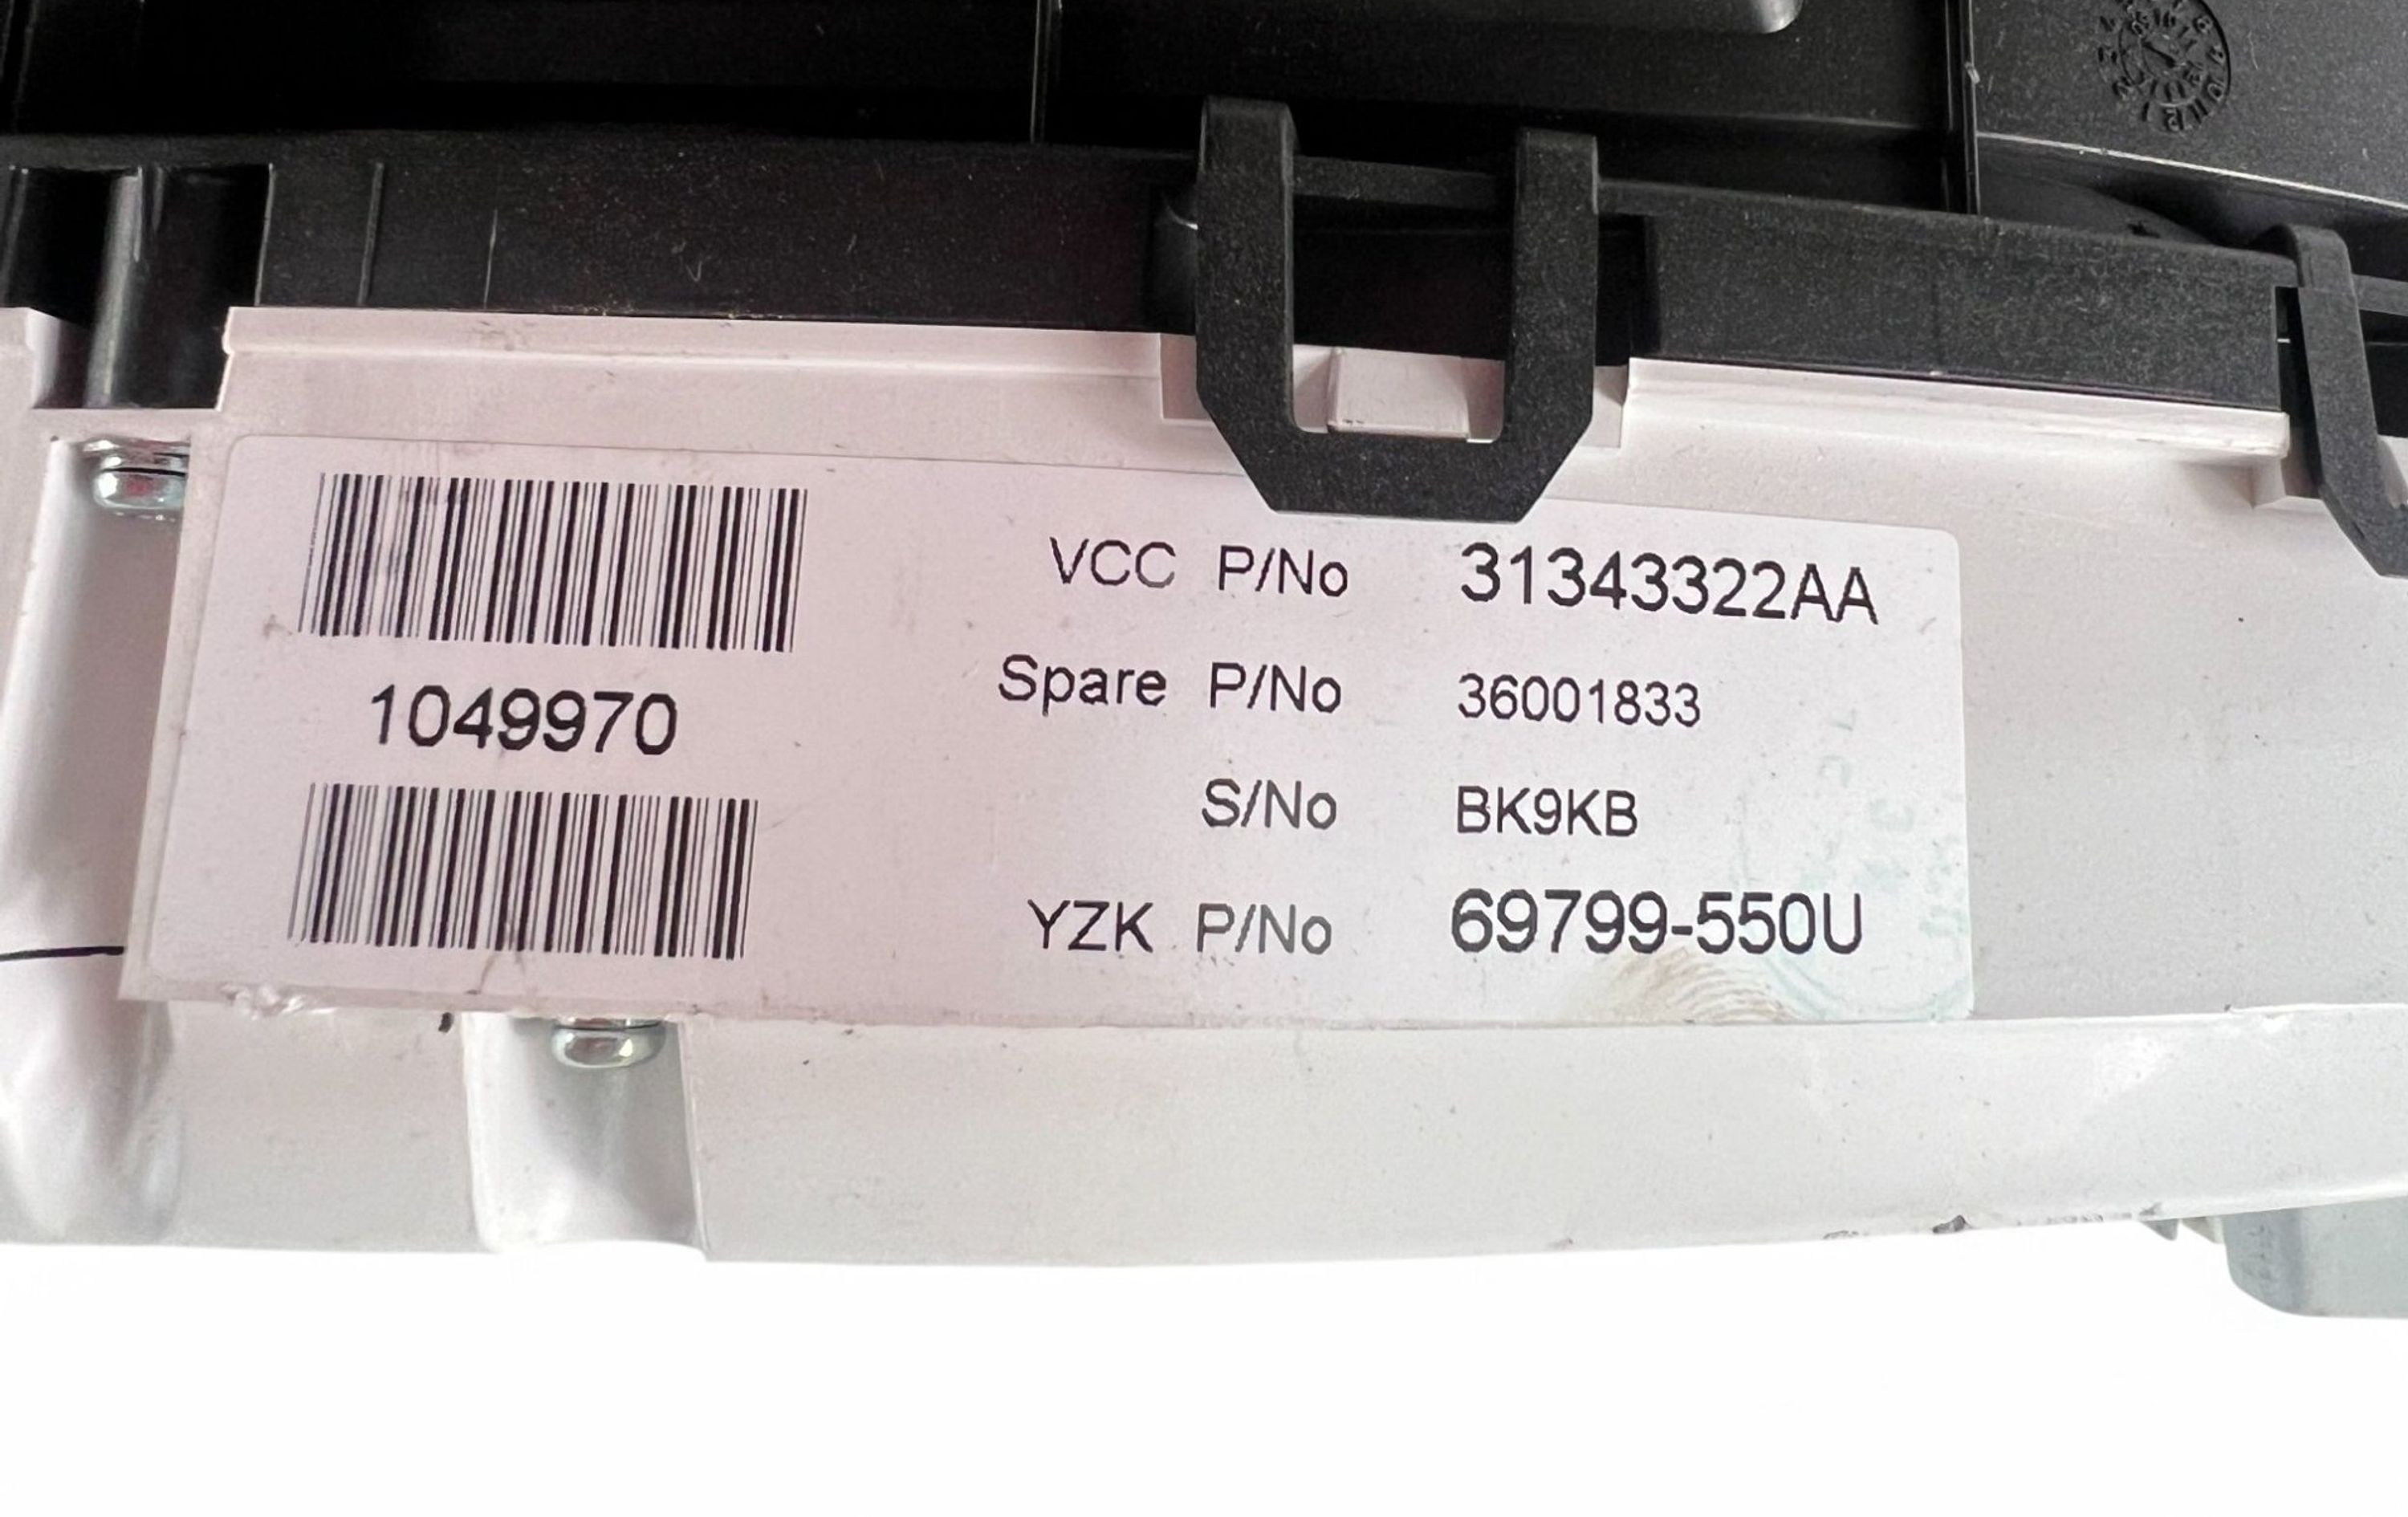 1049970
VCC P/No 31343322AA
Spare P/No 36001833
S/No BK9KB
YZK P/No 69799-550U